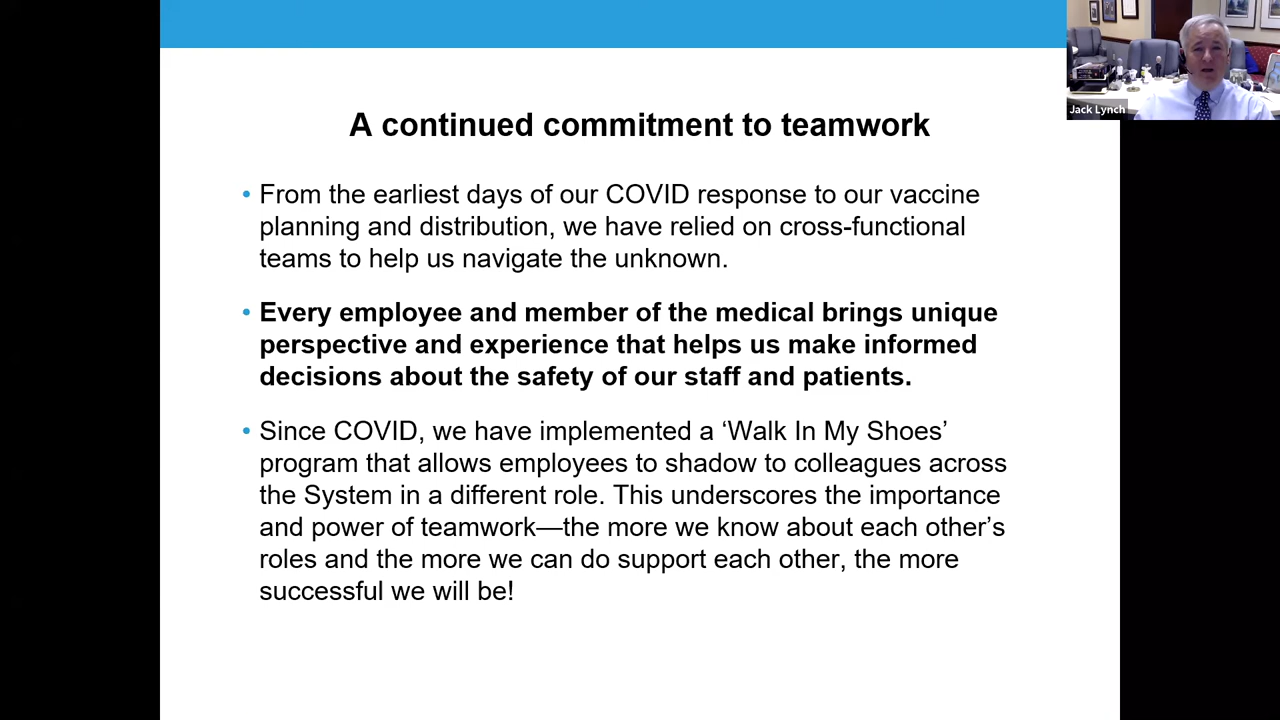 A continued commitment to teamwork
• From the earliest days of our COVID response to our vaccine
planning and distribution, we have relied on cross-functional
teams to help us navigate the unknown.
• Every employee and member of the medical brings unique
perspective and experience that helps us make informed
decisions about the safety of our staff and patients.
• Since COVID, we have implemented a ‘Walk In My Shoes’
program that allows employees to shadow to colleagues across
the System in a different role. This underscores the importance
and power of teamwork—the more we know about each other’s
roles and the more we can do support each other, the more
successful we will be!
Jack Lynch